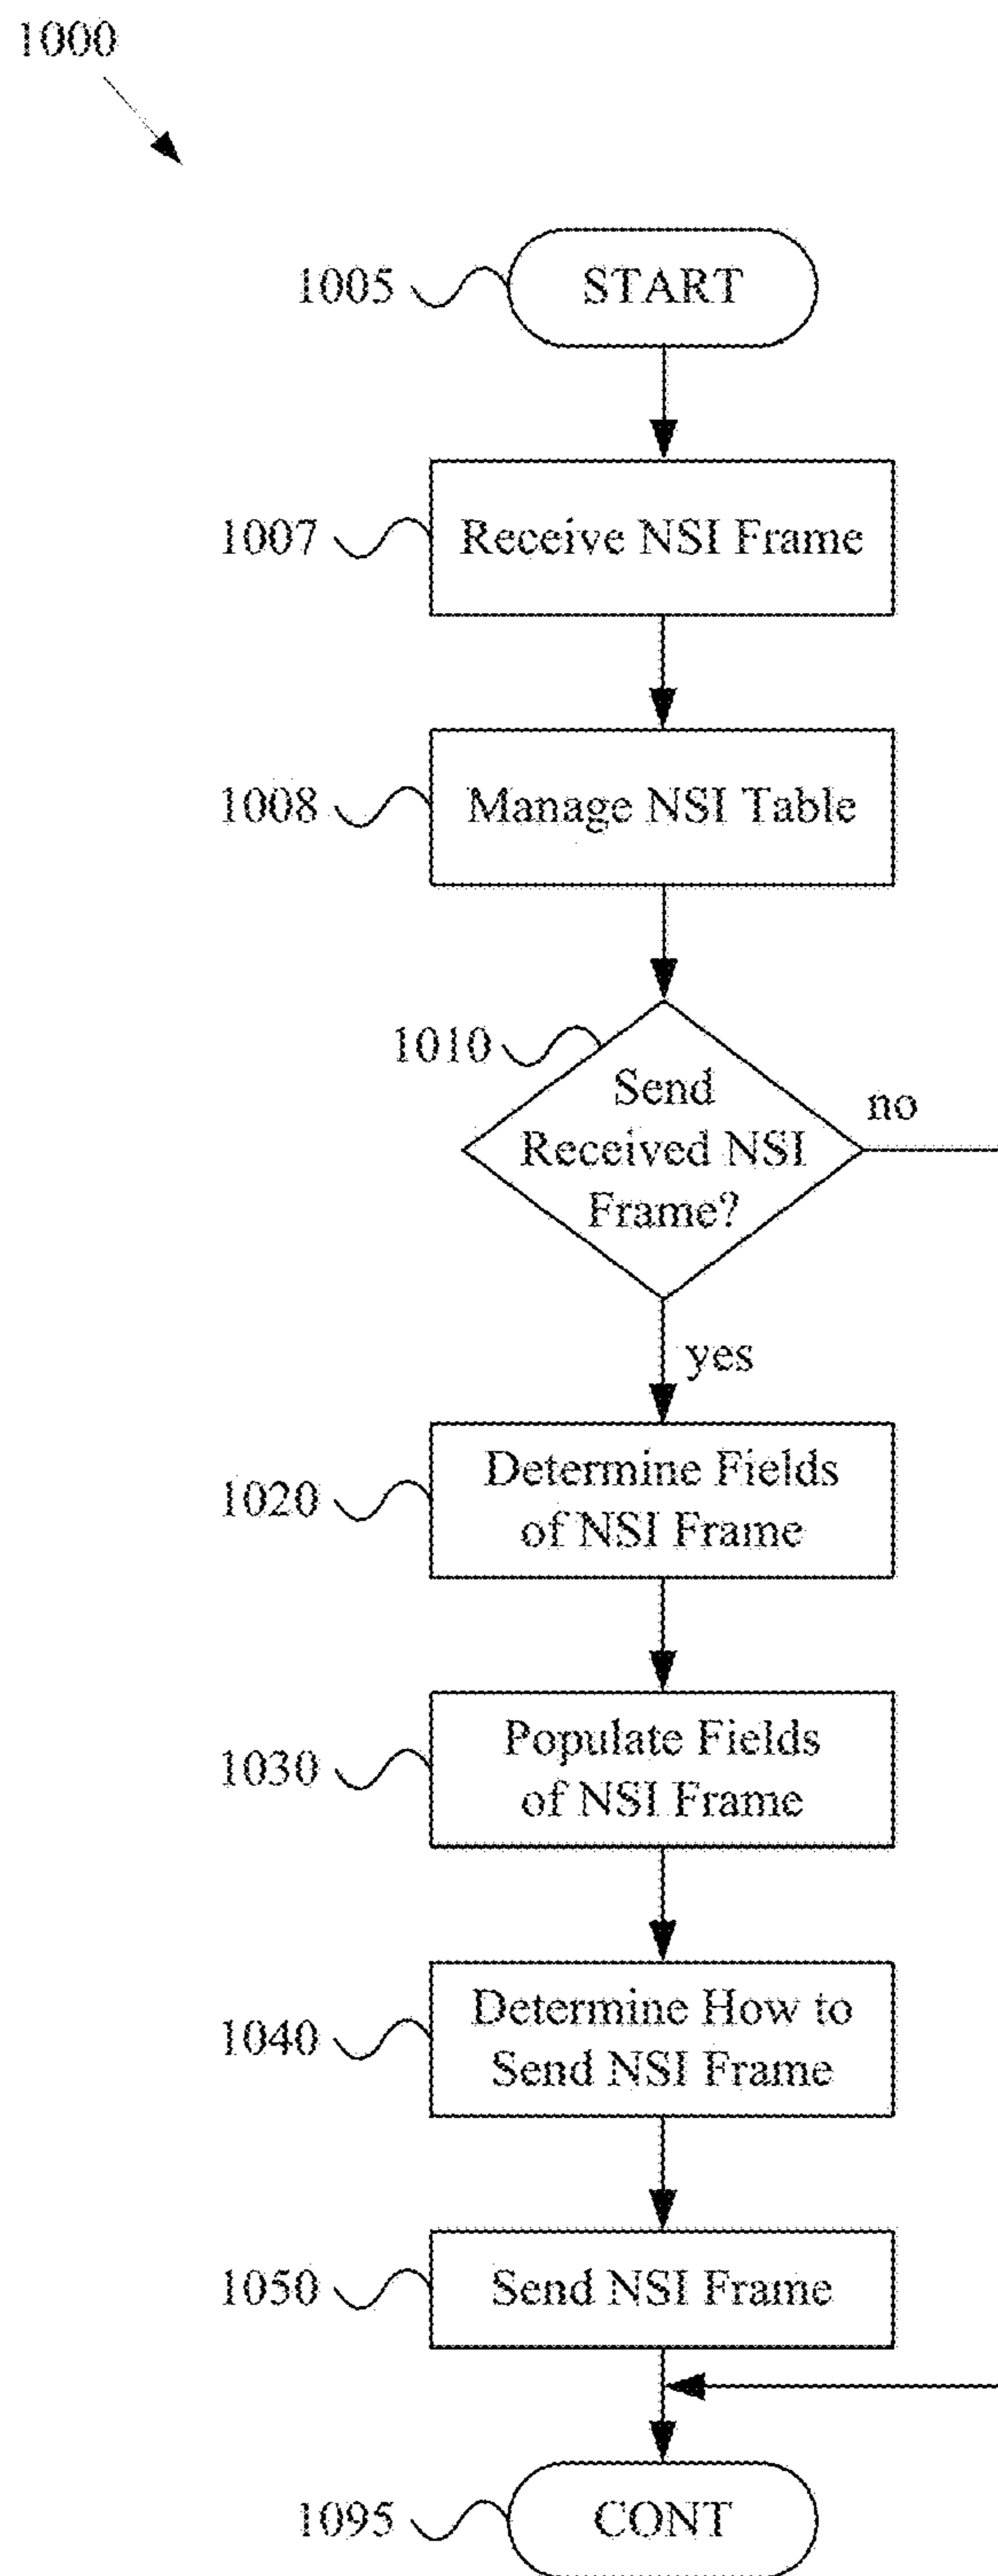 1000
1005
START
1007
Receive NSI Frame
1008
Manage NSI Table
1010
Send
Received NSI
Frame?
no
yes
1020
Determine Fields
of NSI Frame
1030
Populate Fields
of NSI Frame
1040
Determine How to
Send NSI Frame
1050
Send NSI Frame
1095
CONT